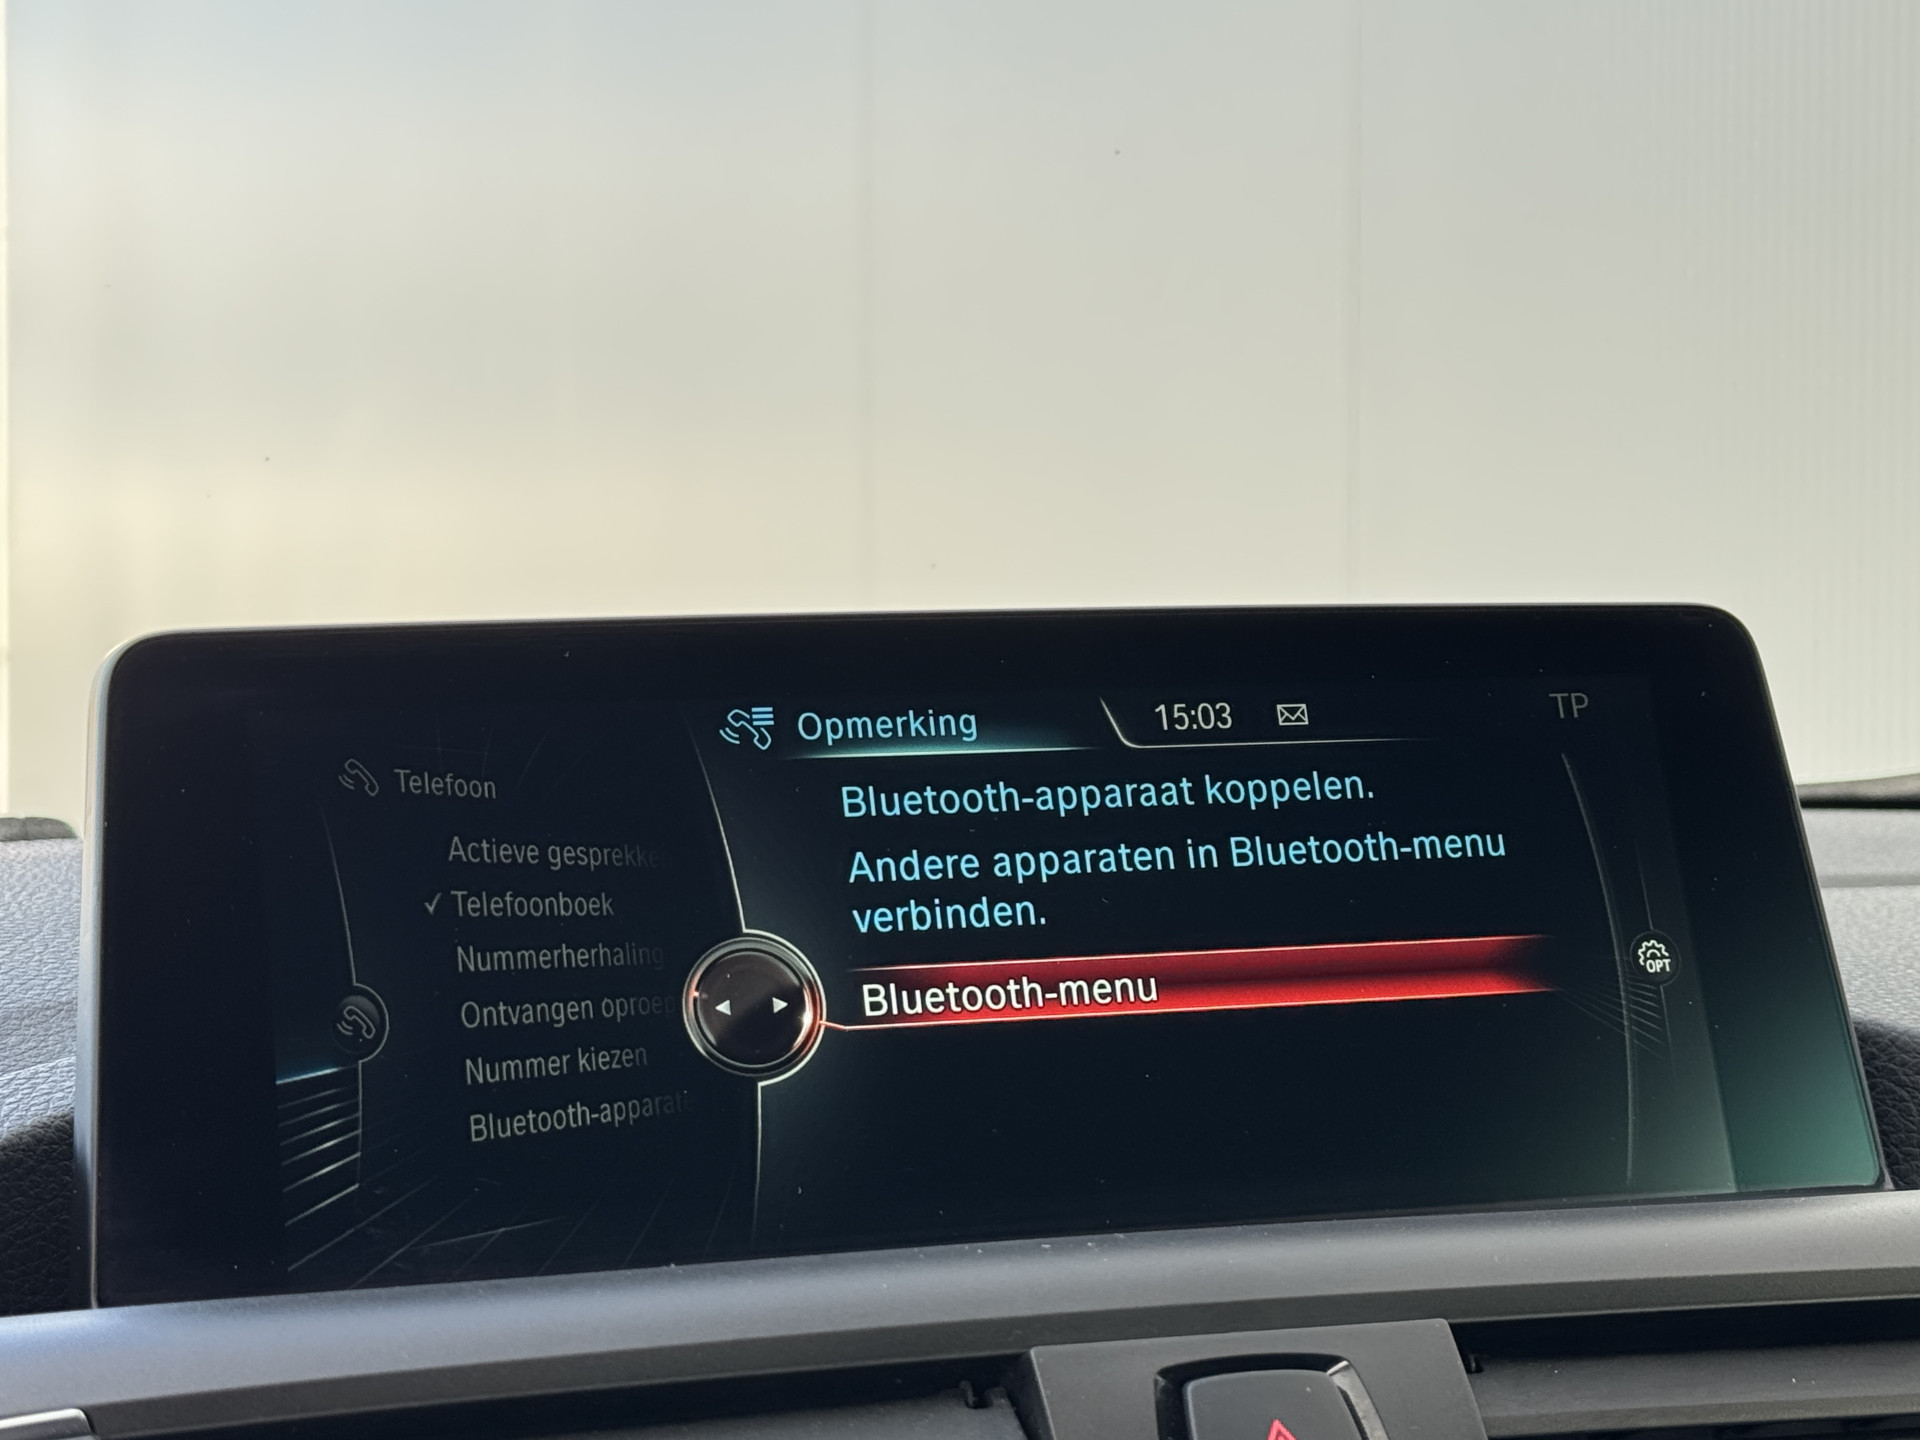 Opmerking
15:03
TP
Telefoon
Bluetooth-apparaat koppelen.
Andere apparaten in Bluetooth-menu
verbinden.
Bluetooth-menu
Actieve gesprekke
✓ Telefoonboek
Nummerherhaling
Ontvangen oproep
Nummer kiezen
Bluetooth-apparat
OPT